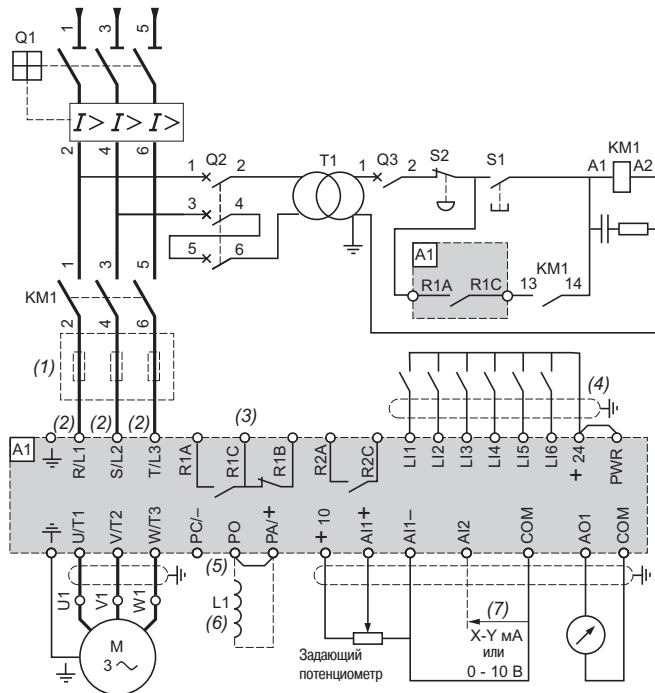 1 3 5
Q1
I> I> I>
2 4 6
1 Q2 2
3 4
5 6
T1
1 Q3 2
S2
S1
KM1
A1 A2
A1
R1A R1C
13 KM1 14
1 3 5
KM1
2 4 6
(1)
(2) (2) (2)
(3)
(4)
A1
R/L1
S/L2
T/L3
R1A
R1C
R1B
R2A
R2C
LI1
LI2
LI3
LI4
LI5
LI6
+ 24
PWR
U/T1
V/T2
W/T3
PC/–
PO
PA/+
+ 10
AI1+
AI1–
AI2
COM
AO1
COM
(5)
L1
(6)
U1
V1
W1
M
3 ~
Задающий
потенциометр
(7)
X-Y мА
или
0 - 10 В